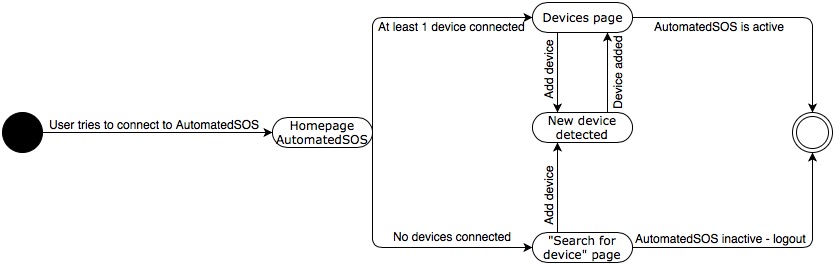 At least 1 device connected
Devices page
AutomatedSOS is active
Add device
Device added
User tries to connect to AutomatedSOS
Homepage
AutomatedSOS
New device
detected
Add device
No devices connected
"Search for
device" page
AutomatedSOS inactive - logout